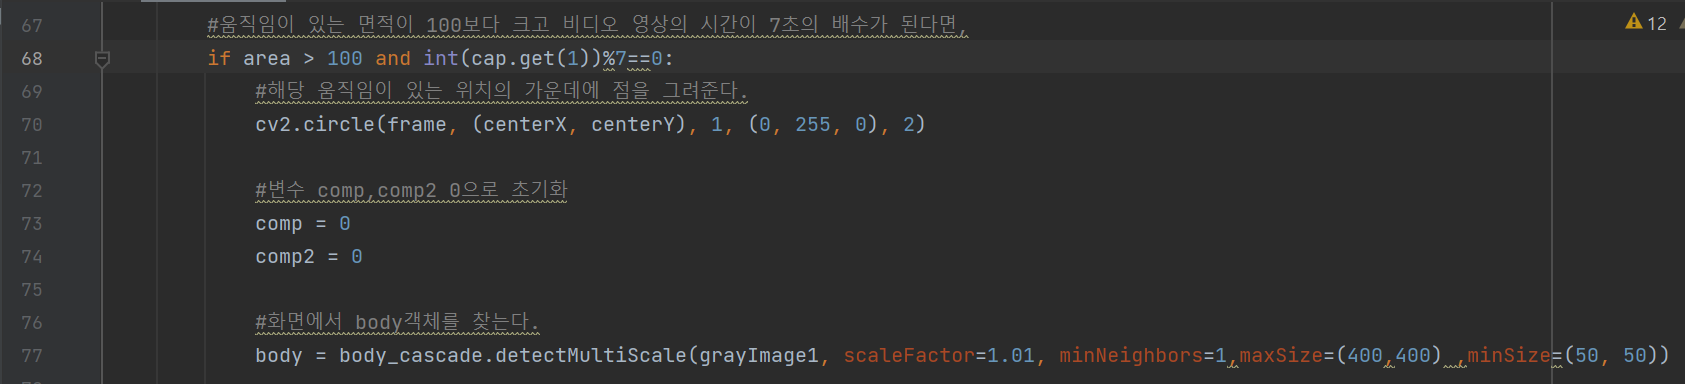 67 #움직임이 있는 면적이 100보다 크고 비디오 영상의 시간이 7초의 배수가 된다면, 12
68 if area > 100 and int(cap.get(1))%7==0:
69 #해당 움직임이 있는 위치의 가운데에 점을 그려준다.
70 cv2.circle(frame, (centerX, centerY), 1, (0, 255, 0), 2)
71
72 #변수 comp,comp2 0으로 초기화
73 comp = 0
74 comp2 = 0
75
76 #화면에서 body객체를 찾는다.
77 body = body_cascade.detectMultiScale(grayImage1, scaleFactor=1.01, minNeighbors=1,maxSize=(400,400) ,minSize=(50, 50))